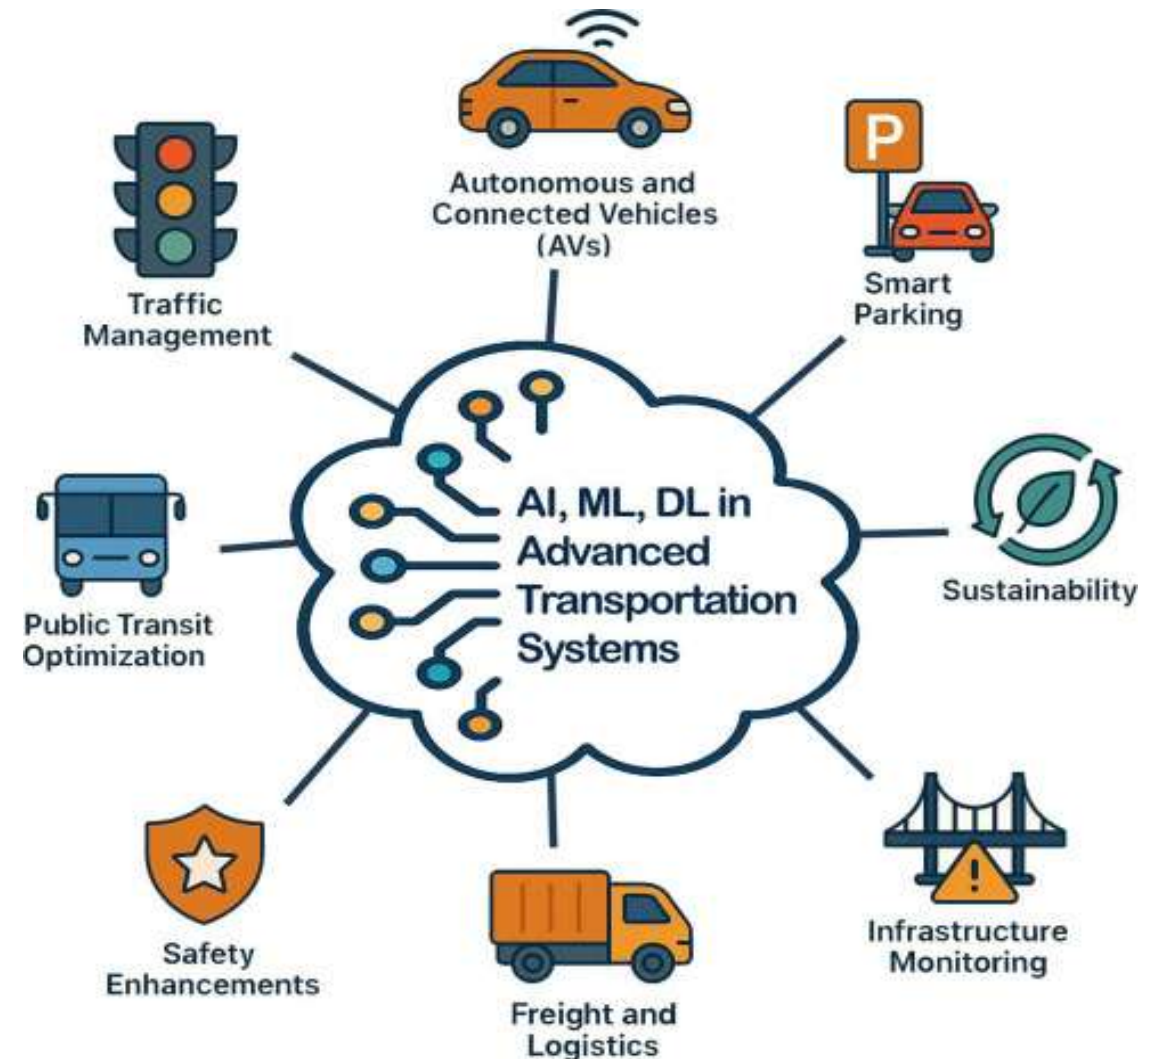 Autonomous and
Connected Vehicles
(AVs)
P
Smart
Parking
Traffic
Management
AI, ML, DL in
Advanced
Transportation
Systems
Sustainability
Public Transit
Optimization
Infrastructure
Monitoring
Safety
Enhancements
Freight and
Logistics